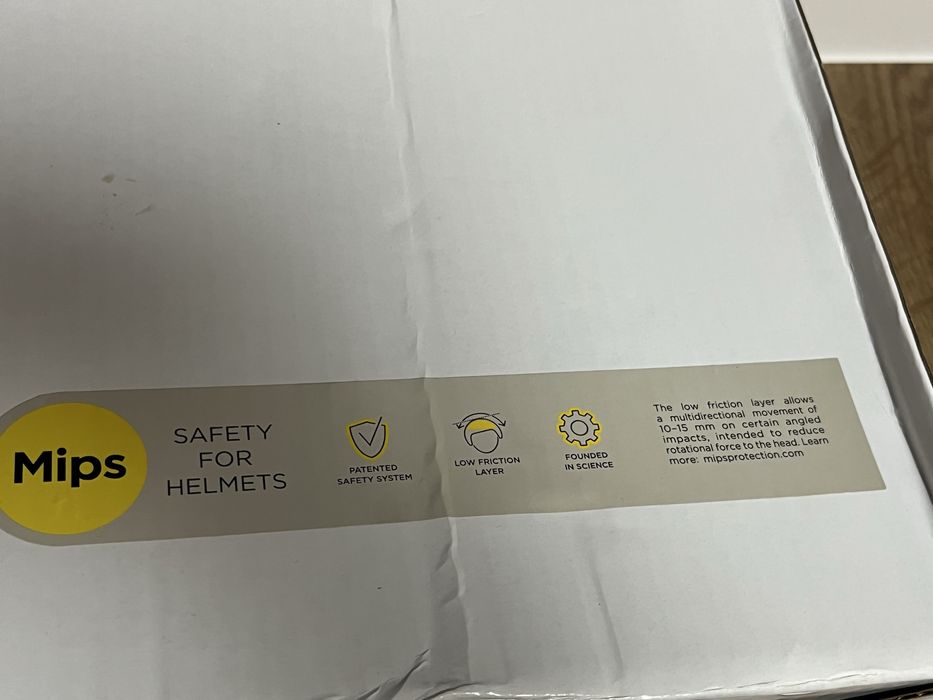 Mips
SAFETY
FOR
HELMETS
PATENTED
SAFETY SYSTEM
LOW FRICTION
LAYER
FOUNDED
IN SCIENCE
The low friction layer allows
a multidirectional movement of
10-15 mm on certain angled
impacts, intended to reduce
rotational force to the head. Learn
more: mipsprotection.com